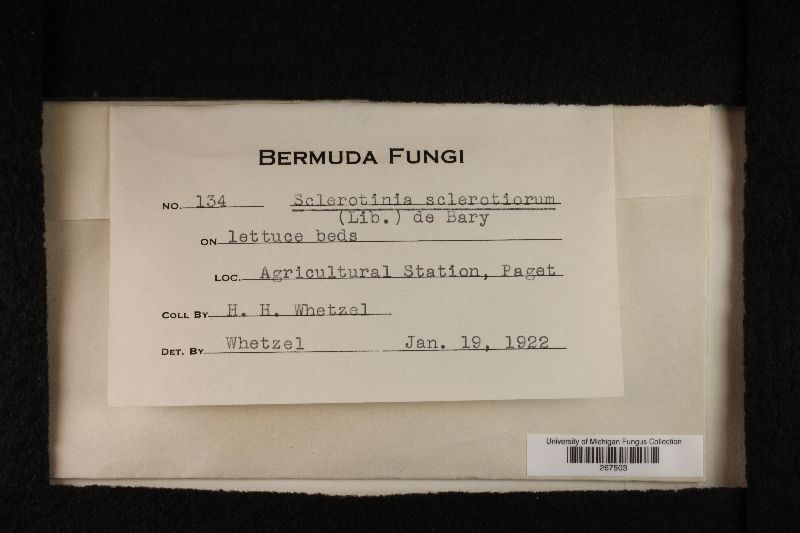 BERMUDA FUNGI
NO. 134 Sclerotinia sclerotiorum
(Lib.) de Bary
ON lettuce beds
LOC. Agricultural Station, Paget
COLL BY H. H. Whetzel
DET. BY Whetzel Jan. 19, 1922
University of Michigan Fungus Collection
267503